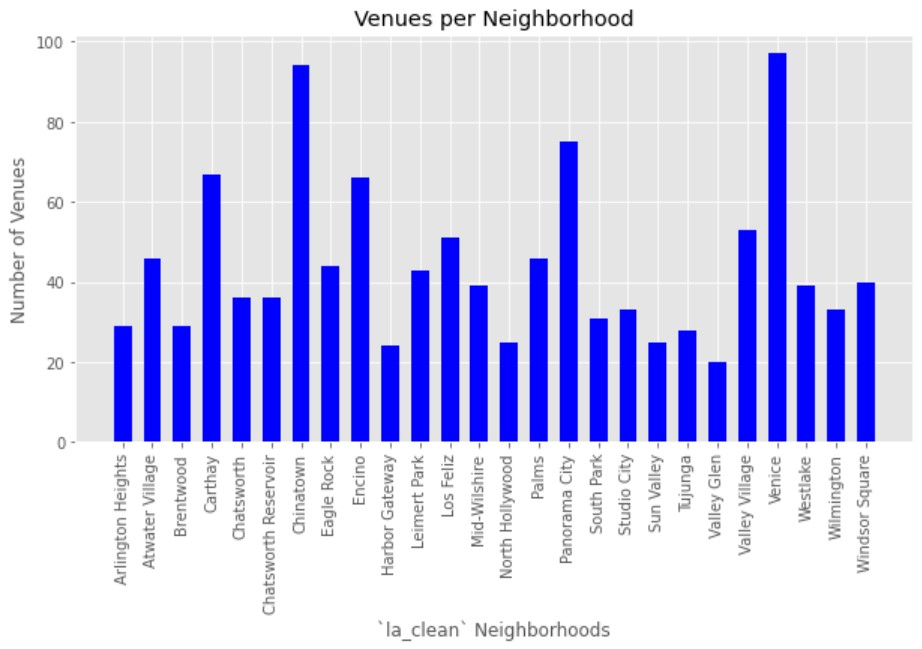 Venues per Neighborhood
Number of Venues
100
80
60
40
20
0
Arlington Heights
Atwater Village
Brentwood
Carthay
Chatsworth
Chatsworth Reservoir
Chinatown
Eagle Rock
Encino
Harbor Gateway
Leimert Park
Los Feliz
Mid-Wilshire
North Hollywood
Palms
Panorama City
South Park
Studio City
Sun Valley
Tujunga
Valley Glen
Valley Village
Venice
Westlake
Wilmington
Windsor Square
`la_clean` Neighborhoods